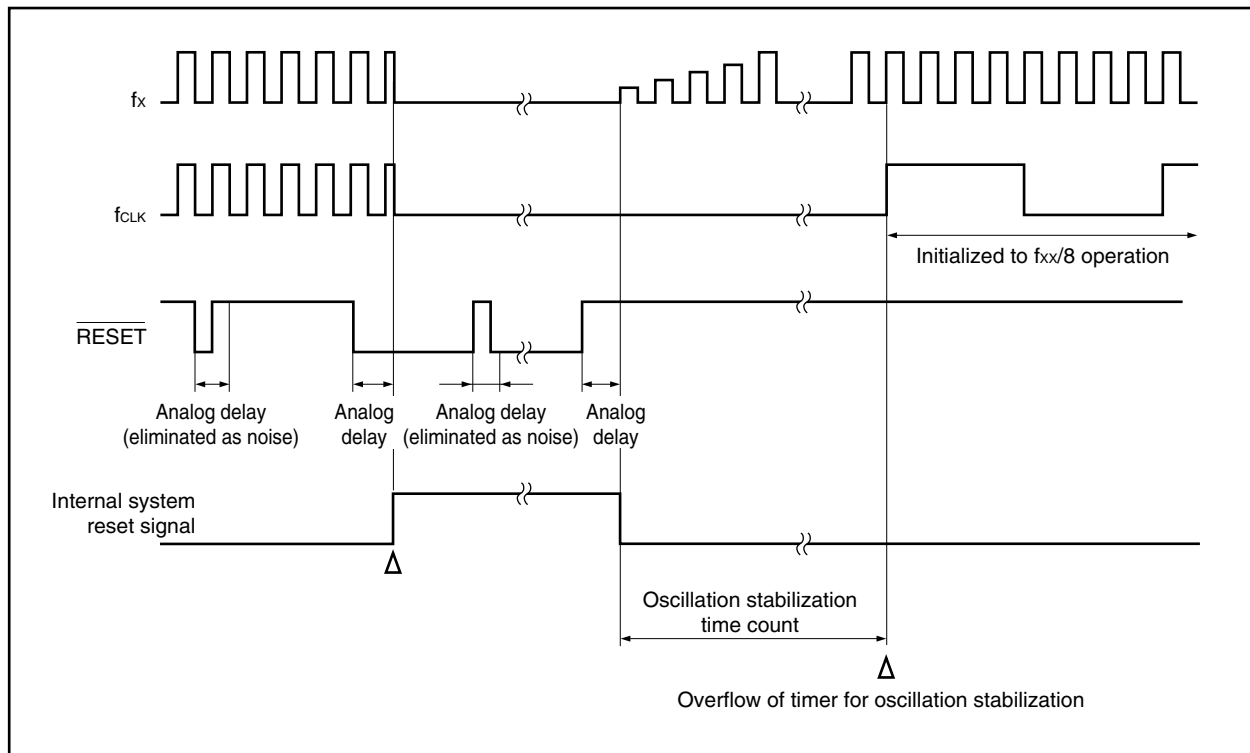 fX
fCLK
Initialized to fXX/8 operation
RESET
Analog delay
(eliminated as noise)
Analog
delay
Analog delay
(eliminated as noise)
Analog
delay
Internal system
reset signal
Oscillation stabilization
time count
Overflow of timer for oscillation stabilization